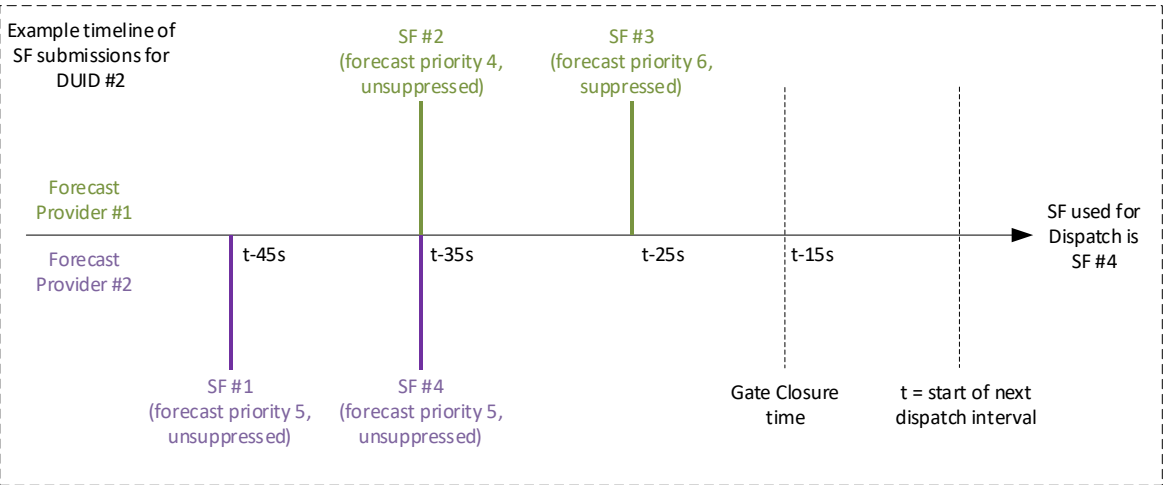 Example timeline of
SF submissions for
DUID #2
SF #2
(forecast priority 4,
unsuppressed)
SF #3
(forecast priority 6,
suppressed)
Forecast
Provider #1
SF used for
Dispatch is
SF #4
Forecast
Provider #2
t-45s
t-35s
t-25s
t-15s
SF #1
(forecast priority 5,
unsuppressed)
SF #4
(forecast priority 5,
unsuppressed)
Gate Closure
time
t = start of next
dispatch interval